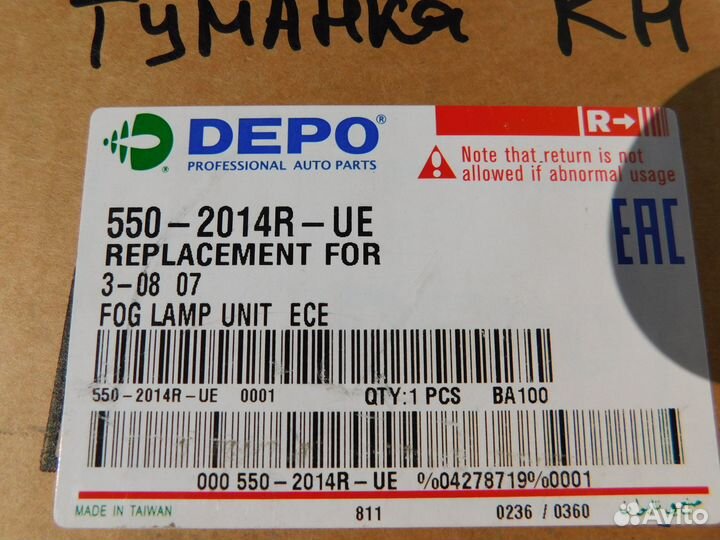 ТУМАНКА КН
DEPO®
PROFESSIONAL AUTO PARTS
R→
Note that return is not
allowed if abnormal usage
550-2014R-UE
EAC
REPLACEMENT FOR
3-08 07
FOG LAMP UNIT ECE
550-2014R-UE 0001 QTY:1 PCS BA100
000 550-2014R-UE %04278719%0001
MADE IN TAIWAN 811 0236 / 0360
Avito